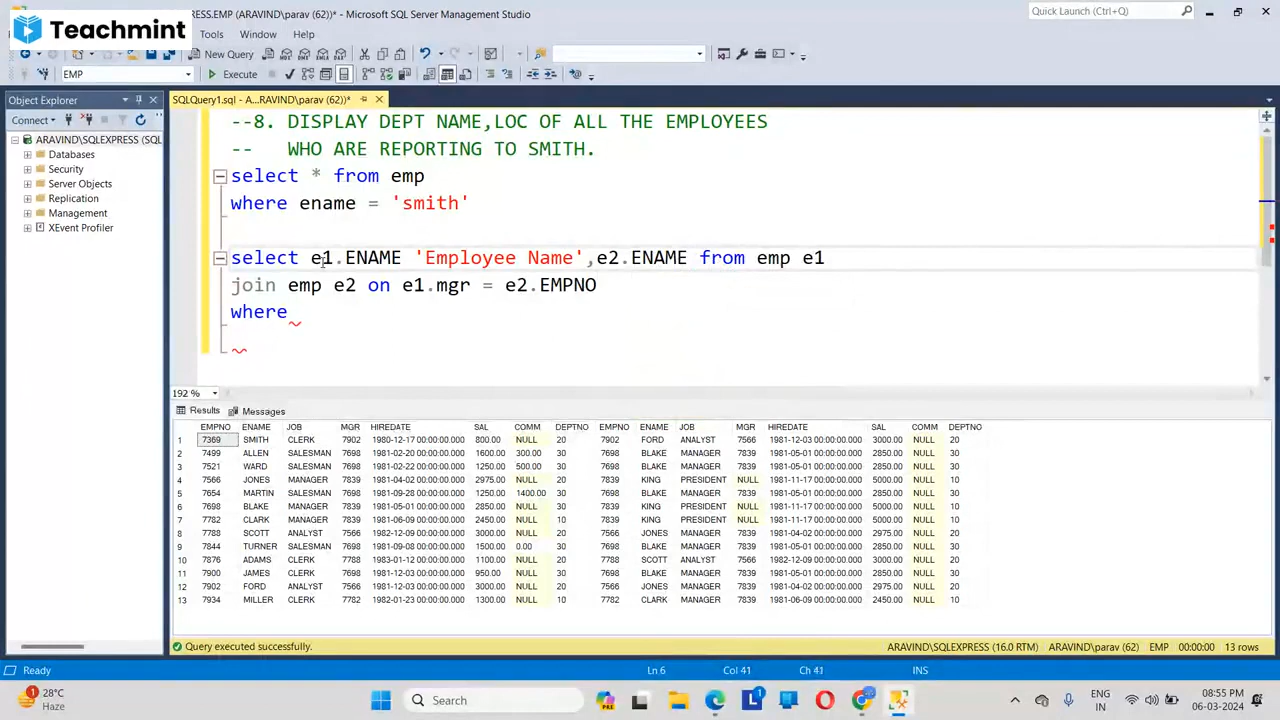 RESS.EMP (ARAVIND\parav (62))* - Microsoft SQL Server Management Studio
Quick Launch (Ctrl+Q)
Teachmint
Tools Window Help
New Query
EMP Execute
Object Explorer
SQLQuery1.sql - A...RAVIND\parav (62))*
Connect
ARAVIND\SQLEXPRESS (SQL
Databases
Security
Server Objects
Replication
Management
XEvent Profiler
--8. DISPLAY DEPT NAME,LOC OF ALL THE EMPLOYEES
-- WHO ARE REPORTING TO SMITH.
select * from emp
where ename = 'smith'
select e1.ENAME 'Employee Name',e2.ENAME from emp e1
join emp e2 on e1.mgr = e2.EMPNO
where
192 %
Results Messages
EMPNO ENAME JOB MGR HIREDATE SAL COMM DEPTNO EMPNO ENAME JOB MGR HIREDATE SAL COMM DEPTNO
1 7369 SMITH CLERK 7902 1980-12-17 00:00:00.000 800.00 NULL 20 7902 FORD ANALYST 7566 1981-12-03 00:00:00.000 3000.00 NULL 20
2 7499 ALLEN SALESMAN 7698 1981-02-20 00:00:00.000 1600.00 300.00 30 7698 BLAKE MANAGER 7839 1981-05-01 00:00:00.000 2850.00 NULL 30
3 7521 WARD SALESMAN 7698 1981-02-22 00:00:00.000 1250.00 500.00 30 7698 BLAKE MANAGER 7839 1981-05-01 00:00:00.000 2850.00 NULL 30
4 7566 JONES MANAGER 7839 1981-04-02 00:00:00.000 2975.00 NULL 20 7839 KING PRESIDENT NULL 1981-11-17 00:00:00.000 5000.00 NULL 10
5 7654 MARTIN SALESMAN 7698 1981-09-28 00:00:00.000 1250.00 1400.00 30 7698 BLAKE MANAGER 7839 1981-05-01 00:00:00.000 2850.00 NULL 30
6 7698 BLAKE MANAGER 7839 1981-05-01 00:00:00.000 2850.00 NULL 30 7839 KING PRESIDENT NULL 1981-11-17 00:00:00.000 5000.00 NULL 10
7 7782 CLARK MANAGER 7839 1981-06-09 00:00:00.000 2450.00 NULL 10 7839 KING PRESIDENT NULL 1981-11-17 00:00:00.000 5000.00 NULL 10
8 7788 SCOTT ANALYST 7566 1982-12-09 00:00:00.000 3000.00 NULL 20 7566 JONES MANAGER 7839 1981-04-02 00:00:00.000 2975.00 NULL 20
9 7844 TURNER SALESMAN 7698 1981-09-08 00:00:00.000 1500.00 0.00 30 7698 BLAKE MANAGER 7839 1981-05-01 00:00:00.000 2850.00 NULL 30
10 7876 ADAMS CLERK 7788 1983-01-12 00:00:00.000 1100.00 NULL 20 7788 SCOTT ANALYST 7566 1982-12-09 00:00:00.000 3000.00 NULL 20
11 7900 JAMES CLERK 7698 1981-12-03 00:00:00.000 950.00 NULL 30 7698 BLAKE MANAGER 7839 1981-05-01 00:00:00.000 2850.00 NULL 30
12 7902 FORD ANALYST 7566 1981-12-03 00:00:00.000 3000.00 NULL 20 7566 JONES MANAGER 7839 1981-04-02 00:00:00.000 2975.00 NULL 20
13 7934 MILLER CLERK 7782 1982-01-23 00:00:00.000 1300.00 NULL 10 7782 CLARK MANAGER 7839 1981-06-09 00:00:00.000 2450.00 NULL 10
Query executed successfully. ARAVIND\SQLEXPRESS (16.0 RTM) ARAVIND\parav (62) EMP 00:00:00 13 rows
Ready Ln 6 Col 41 Ch 41 INS
28°C
Haze
Search
ENG
IN
08:55 PM
06-03-2024